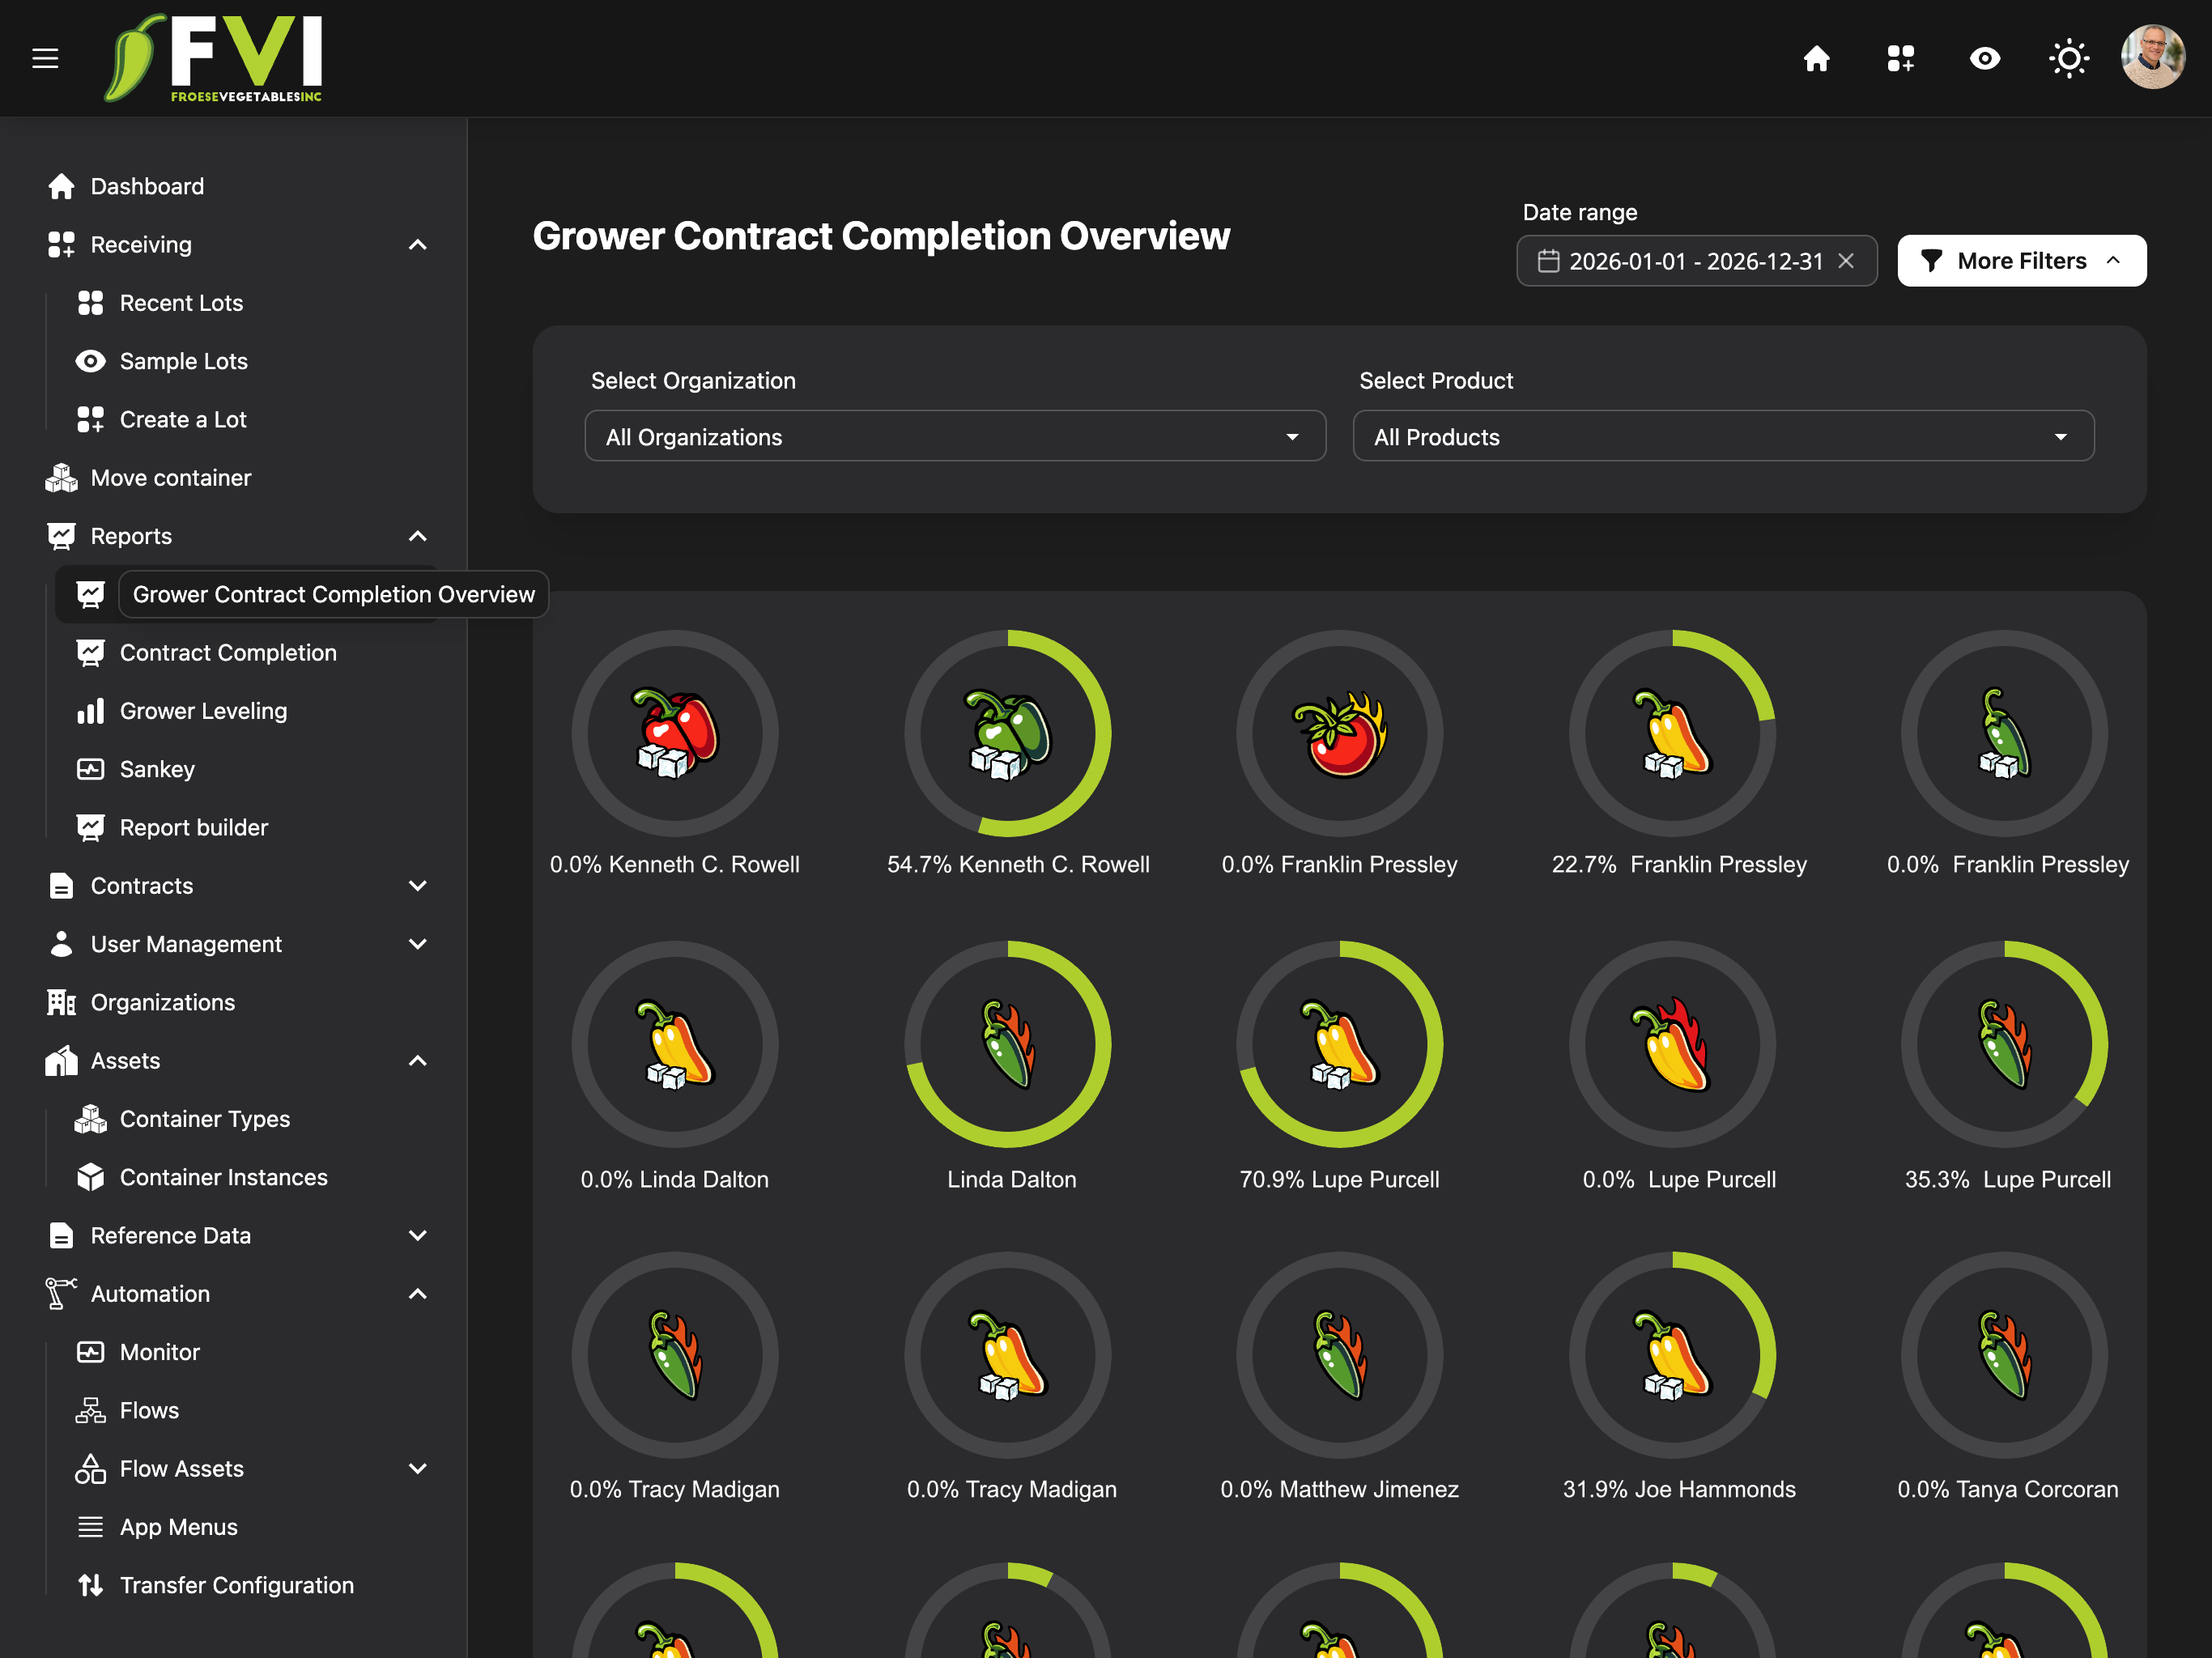 FVI
FROESEVEGETABLESINC
Dashboard
Receiving
Recent Lots
Sample Lots
Create a Lot
Move container
Reports
Grower Contract Completion Overview
Contract Completion
Grower Leveling
Sankey
Report builder
Contracts
User Management
Organizations
Assets
Container Types
Container Instances
Reference Data
Automation
Monitor
Flows
Flow Assets
App Menus
Transfer Configuration
Grower Contract Completion Overview
Date range
2026-01-01 - 2026-12-31
More Filters
Select Organization
All Organizations
Select Product
All Products
0.0% Kenneth C. Rowell
54.7% Kenneth C. Rowell
0.0% Franklin Pressley
22.7% Franklin Pressley
0.0% Franklin Pressley
0.0% Linda Dalton
Linda Dalton
70.9% Lupe Purcell
0.0% Lupe Purcell
35.3% Lupe Purcell
0.0% Tracy Madigan
0.0% Tracy Madigan
0.0% Matthew Jimenez
31.9% Joe Hammonds
0.0% Tanya Corcoran